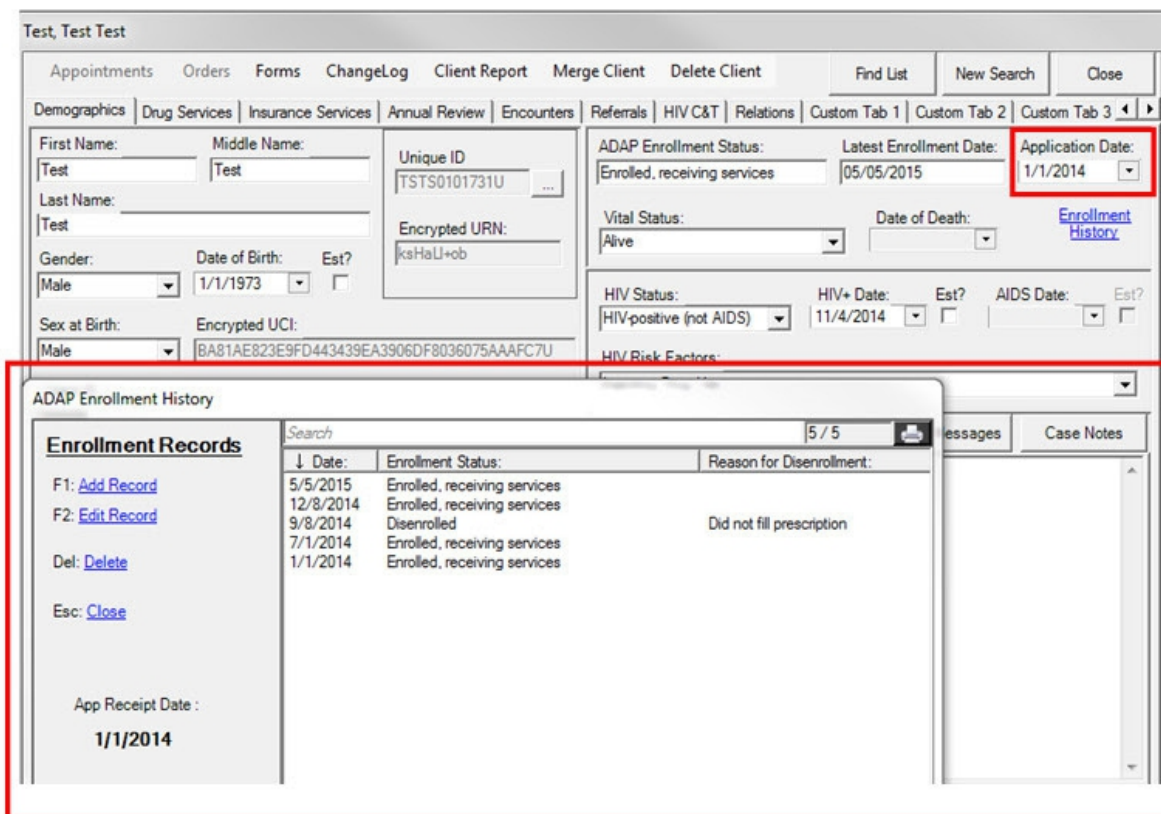 Test, Test Test
Appointments Orders Forms ChangeLog Client Report Merge Client Delete Client Find List New Search Close
Demographics Drug Services Insurance Services Annual Review Encounters Referrals HIV C&T Relations Custom Tab 1 Custom Tab 2 Custom Tab 3
First Name: Middle Name:
Test Test
Last Name:
Test
Gender: Date of Birth: Est?
Male 1/1/1973
Sex at Birth: Encrypted UCI:
Male BA81AE823E9FD443439EA3906DF8036075AAAFC7U
Unique ID
TSTS0101731U ...
Encrypted URN:
ksHaLl+ob
ADAP Enrollment Status: Latest Enrollment Date: Application Date:
Enrolled, receiving services 05/05/2015 1/1/2014
Vital Status: Date of Death: Enrollment
Alive History
HIV Status: HIV+ Date: Est? AIDS Date: Est?
HIV-positive (not AIDS) 11/4/2014
HIV Risk Factors:
essages Case Notes
ADAP Enrollment History
Enrollment Records
F1: Add Record
F2: Edit Record
Del: Delete
Esc: Close
App Receipt Date :
1/1/2014
Search 5 / 5
↓ Date: Enrollment Status: Reason for Disenrollment:
5/5/2015 Enrolled, receiving services
12/8/2014 Enrolled, receiving services
9/8/2014 Disenrolled Did not fill prescription
7/1/2014 Enrolled, receiving services
1/1/2014 Enrolled, receiving services